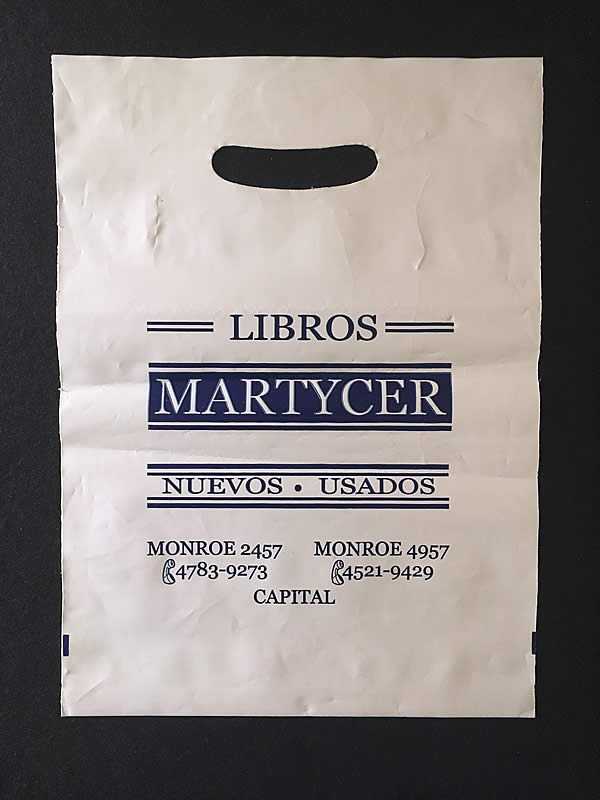 LIBROS
MARTYCER
NUEVOS • USADOS
MONROE 2457 MONROE 4957
4783-9273 4521-9429
CAPITAL